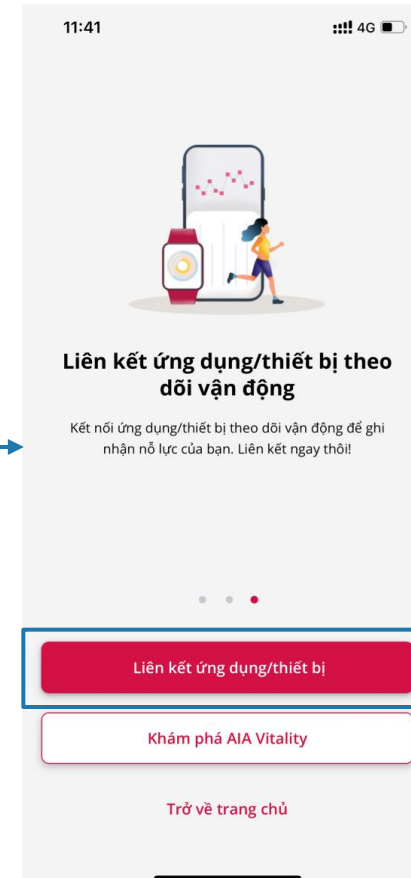 11:41
4G
Liên kết ứng dụng/thiết bị theo
dõi vận động
Kết nối ứng dụng/thiết bị theo dõi vận động để ghi
nhận nỗ lực của bạn. Liên kết ngay thôi!
Liên kết ứng dụng/thiết bị
Khám phá AIA Vitality
Trở về trang chủ